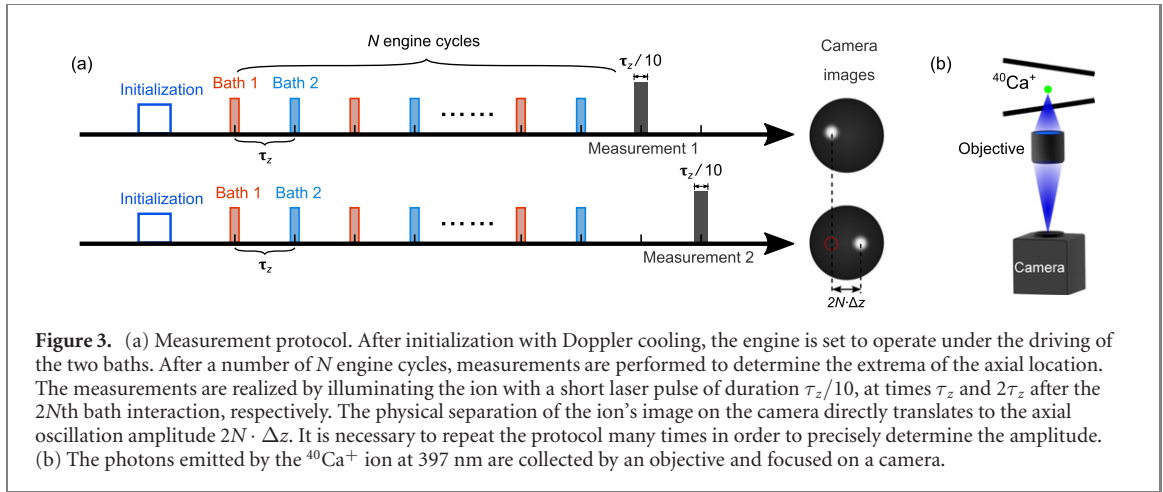 N engine cycles
(a)
τz / 10
Camera
images
(b)
Initialization
Bath 1
Bath 2
......
τz
Measurement 1
⁴⁰Ca⁺
Objective
Camera
τz / 10
Initialization
Bath 1
Bath 2
......
τz
Measurement 2
2N·Δz
Figure 3. (a) Measurement protocol. After initialization with Doppler cooling, the engine is set to operate under the driving of
the two baths. After a number of N engine cycles, measurements are performed to determine the extrema of the axial location.
The measurements are realized by illuminating the ion with a short laser pulse of duration τz/10, at times τz and 2τz after the
2Nth bath interaction, respectively. The physical separation of the ion's image on the camera directly translates to the axial
oscillation amplitude 2N · Δz. It is necessary to repeat the protocol many times in order to precisely determine the amplitude.
(b) The photons emitted by the ⁴⁰Ca⁺ ion at 397 nm are collected by an objective and focused on a camera.